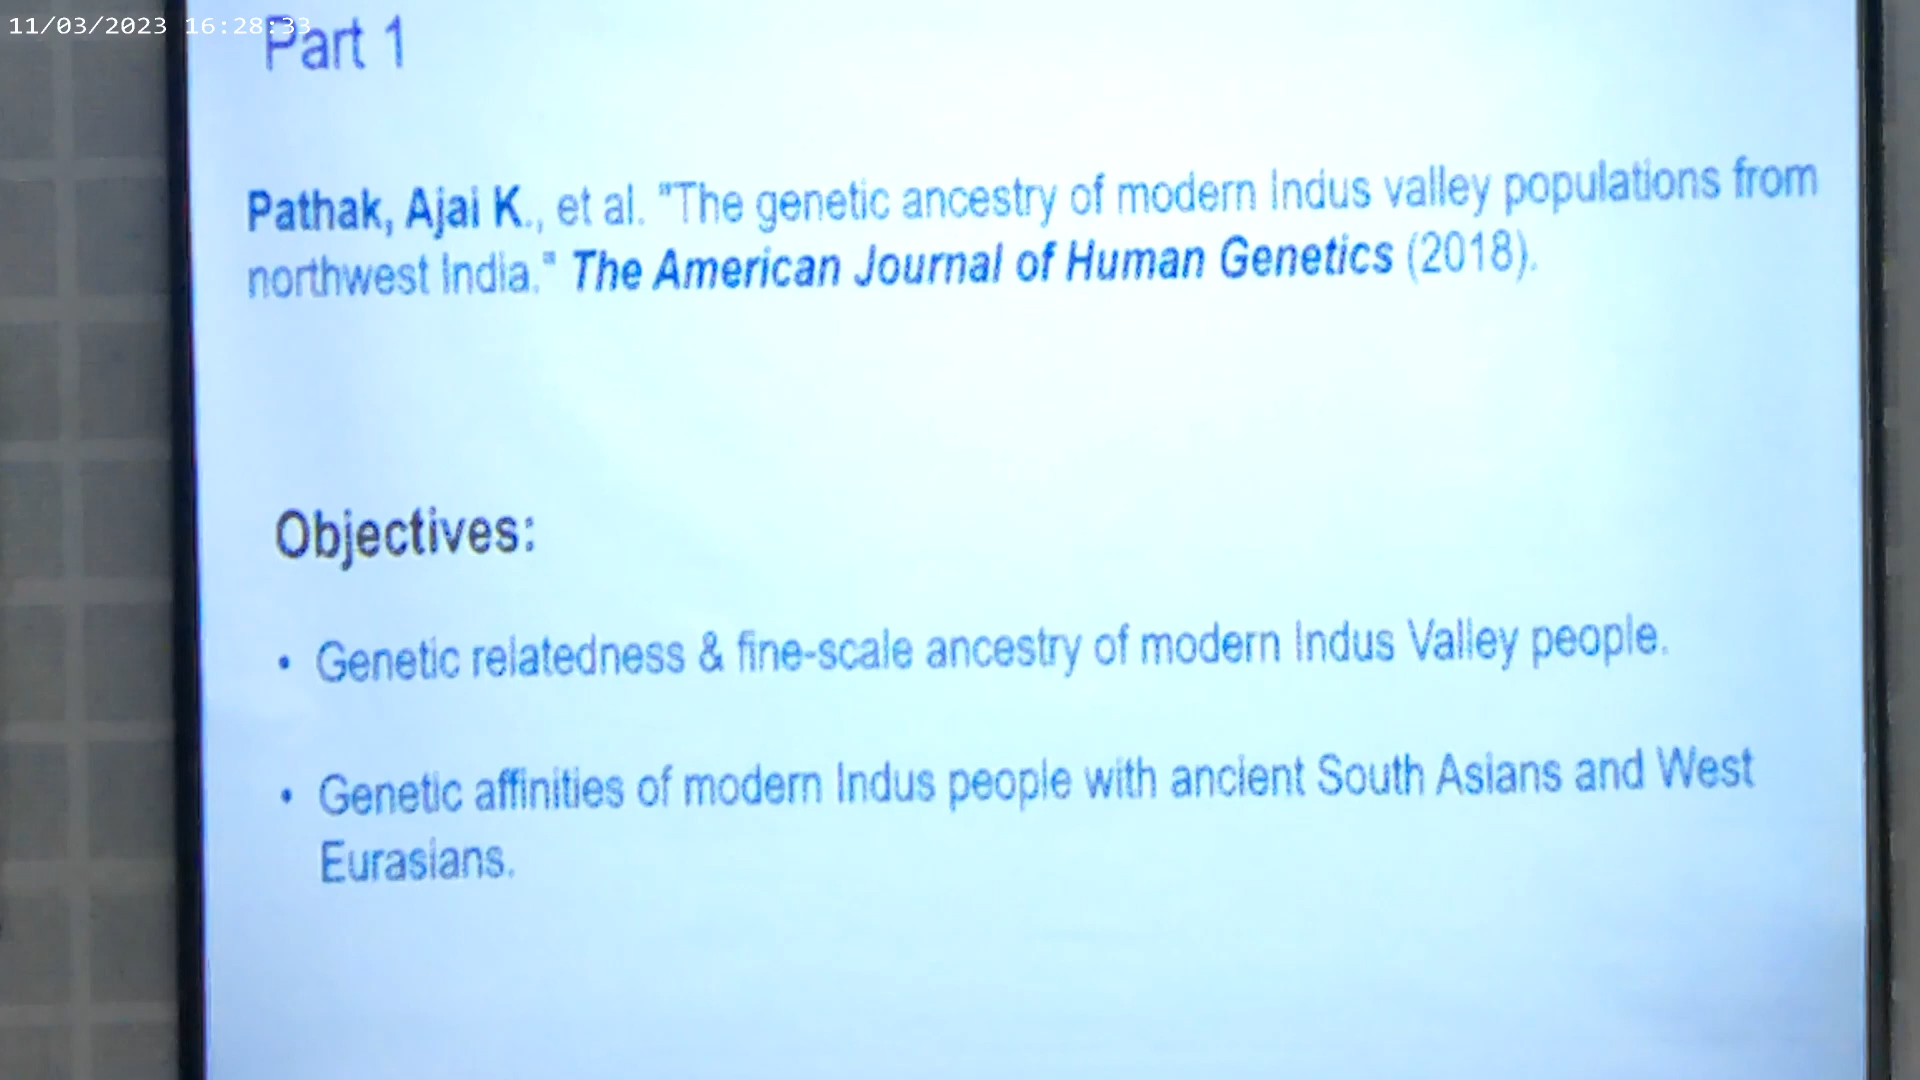 11/03/2023 16:28:33
Part 1
Pathak, Ajai K., et al. "The genetic ancestry of modern Indus valley populations from
northwest India." The American Journal of Human Genetics (2018).
Objectives:
• Genetic relatedness & fine-scale ancestry of modern Indus Valley people.
• Genetic affinities of modern Indus people with ancient South Asians and West
Eurasians.